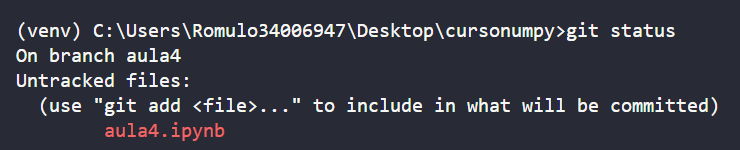 (venv) C:\Users\Romulo34006947\Desktop\cursonumpy>git status
On branch aula4
Untracked files:
  (use "git add <file>..." to include in what will be committed)
        aula4.ipynb